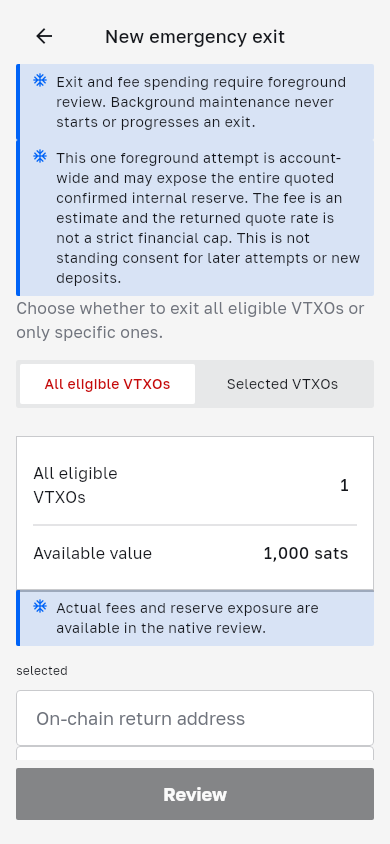 New emergency exit
Exit and fee spending require foreground
review. Background maintenance never
starts or progresses an exit.
This one foreground attempt is account-
wide and may expose the entire quoted
confirmed internal reserve. The fee is an
estimate and the returned quote rate is
not a strict financial cap. This is not
standing consent for later attempts or new
deposits.
Choose whether to exit all eligible VTXOs or
only specific ones.
All eligible VTXOs
Selected VTXOs
All eligible
VTXOs
1
Available value
1,000 sats
Actual fees and reserve exposure are
available in the native review.
selected
On-chain return address
Review